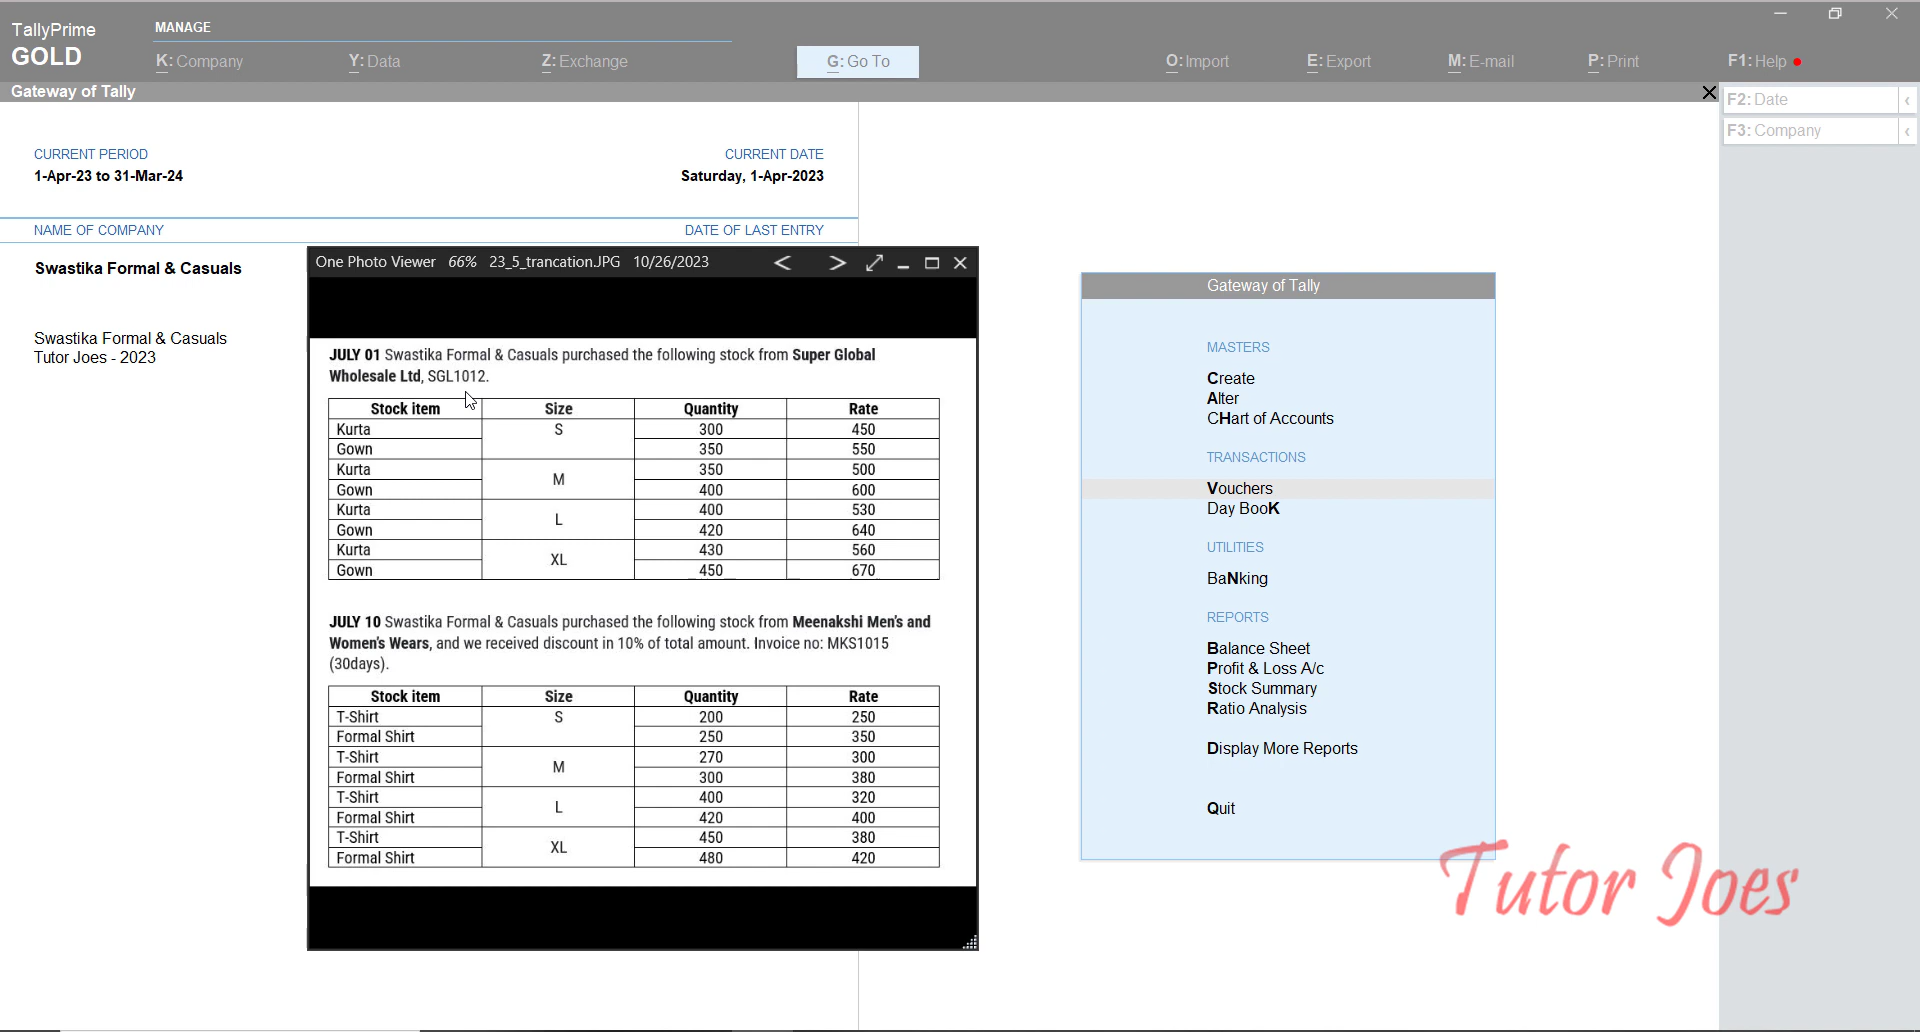 TallyPrime
GOLD
MANAGE
K: Company
Y: Data
Z: Exchange
G: Go To
O: Import
E: Export
M: E-mail
P: Print
F1: Help
Gateway of Tally
F2: Date
F3: Company
CURRENT PERIOD
CURRENT DATE
1-Apr-23 to 31-Mar-24
Saturday, 1-Apr-2023
NAME OF COMPANY
DATE OF LAST ENTRY
Swastika Formal & Casuals
Swastika Formal & Casuals
Tutor Joes - 2023
One Photo Viewer 66% 23_5_trancation.JPG 10/26/2023
JULY 01 Swastika Formal & Casuals purchased the following stock from Super Global
Wholesale Ltd, SGL1012.
Stock item Size Quantity Rate
Kurta S 300 450
Gown 350 550
Kurta M 350 500
Gown 400 600
Kurta L 400 530
Gown 420 640
Kurta XL 430 560
Gown 450 670
JULY 10 Swastika Formal & Casuals purchased the following stock from Meenakshi Men's and
Women's Wears, and we received discount in 10% of total amount. Invoice no: MKS1015
(30days).
Stock item Size Quantity Rate
T-Shirt S 200 250
Formal Shirt 250 350
T-Shirt M 270 300
Formal Shirt 300 380
T-Shirt L 400 320
Formal Shirt 420 400
T-Shirt XL 450 380
Formal Shirt 480 420
Gateway of Tally
MASTERS
Create
Alter
CHart of Accounts
TRANSACTIONS
Vouchers
Day BooK
UTILITIES
BaNking
REPORTS
Balance Sheet
Profit & Loss A/c
Stock Summary
Ratio Analysis
Display More Reports
Quit
Tutor Joes